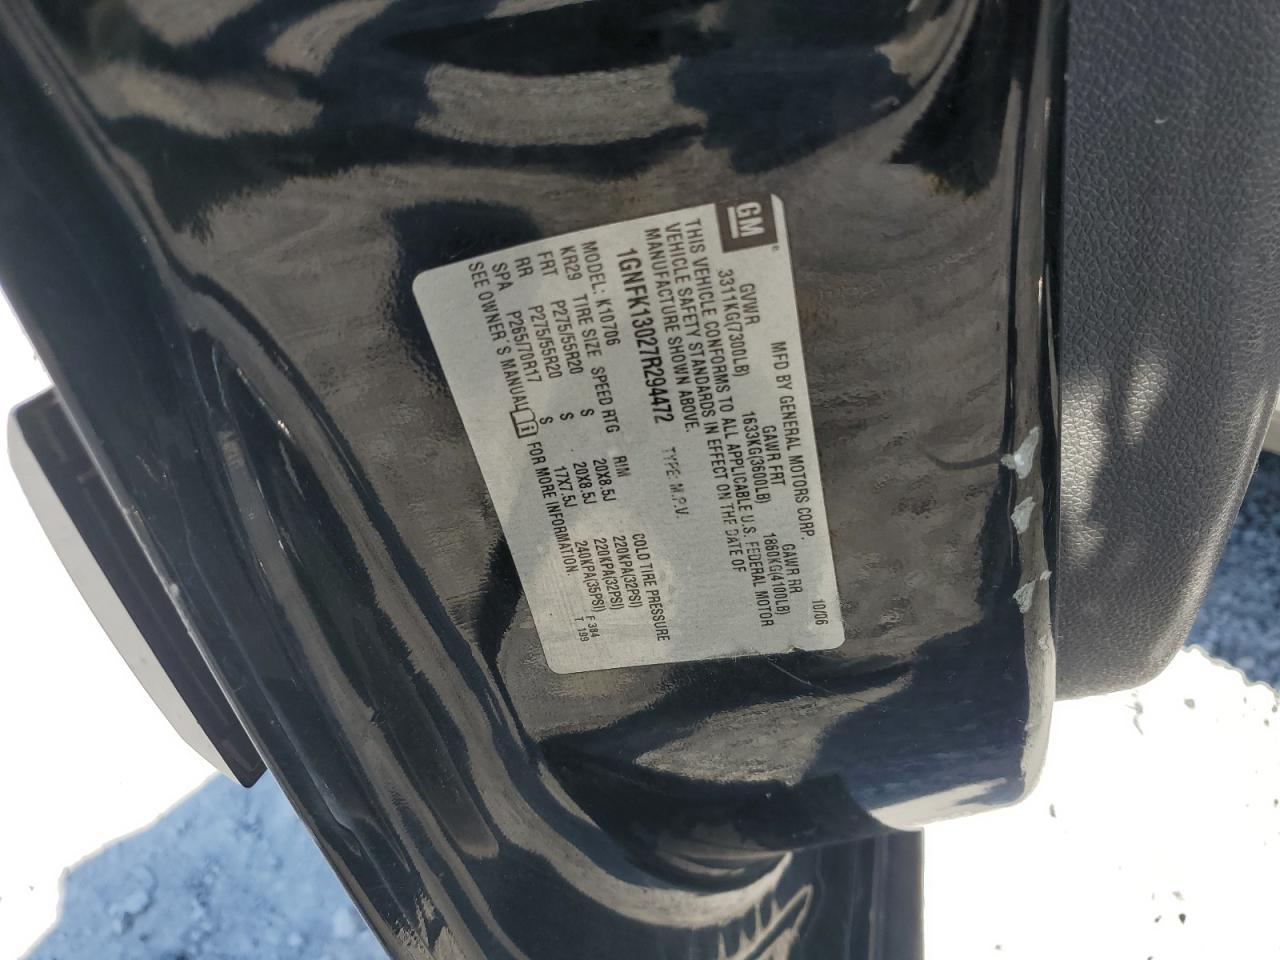 GM
MFD BY GENERAL MOTORS CORP. 10/06
GVWR GAWR FRT GAWR RR
3311KG(7300LB) 1633KG(3600LB) 1860KG(4100LB)
THIS VEHICLE CONFORMS TO ALL APPLICABLE U.S. FEDERAL MOTOR
VEHICLE SAFETY STANDARDS IN EFFECT ON THE DATE OF
MANUFACTURE SHOWN ABOVE.
1GNFK13027R294472 TYPE: M.P.V.
MODEL: K10706
KR29 TIRE SIZE SPEED RTG RIM COLD TIRE PRESSURE
FRT P275/55R20 S 20X8.5J 220KPA(32PSI)
RR P275/55R20 S 20X8.5J 220KPA(32PSI)
SPA P265/70R17 S 17X7.5J 240KPA(35PSI)
SEE OWNER'S MANUAL FOR MORE INFORMATION.
F 384
T 199